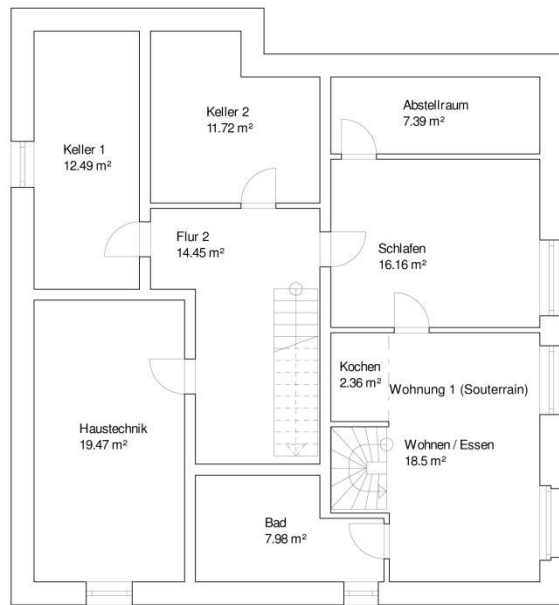 Keller 1
12.49 m²
Keller 2
11.72 m²
Abstellraum
7.39 m²
Flur 2
14.45 m²
Schlafen
16.16 m²
Kochen
2.36 m²
Wohnung 1 (Souterrain)
Haustechnik
19.47 m²
Wohnen / Essen
18.5 m²
Bad
7.98 m²